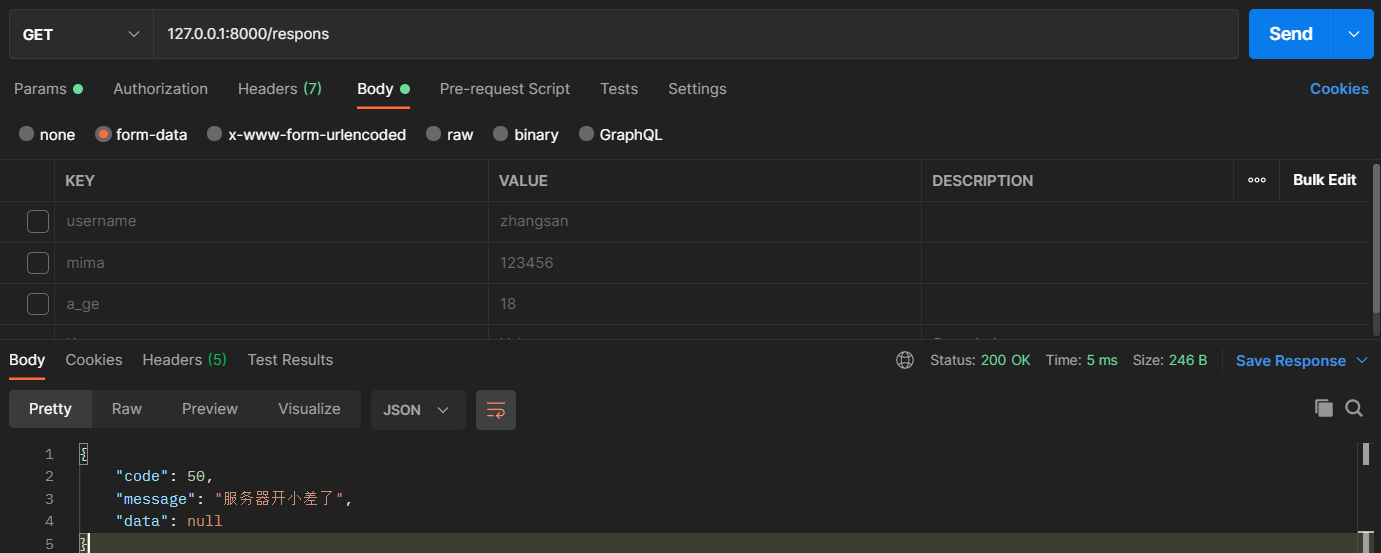 GET 127.0.0.1:8000/respons Send
Params Authorization Headers (7) Body Pre-request Script Tests Settings Cookies
none form-data x-www-form-urlencoded raw binary GraphQL
KEY VALUE DESCRIPTION ooo Bulk Edit
username zhangsan
mima 123456
a_ge 18
Body Cookies Headers (5) Test Results Status: 200 OK Time: 5 ms Size: 246 B Save Response
Pretty Raw Preview Visualize JSON
1 {
2 "code": 50,
3 "message": "服务器开小差了",
4 "data": null
5 }